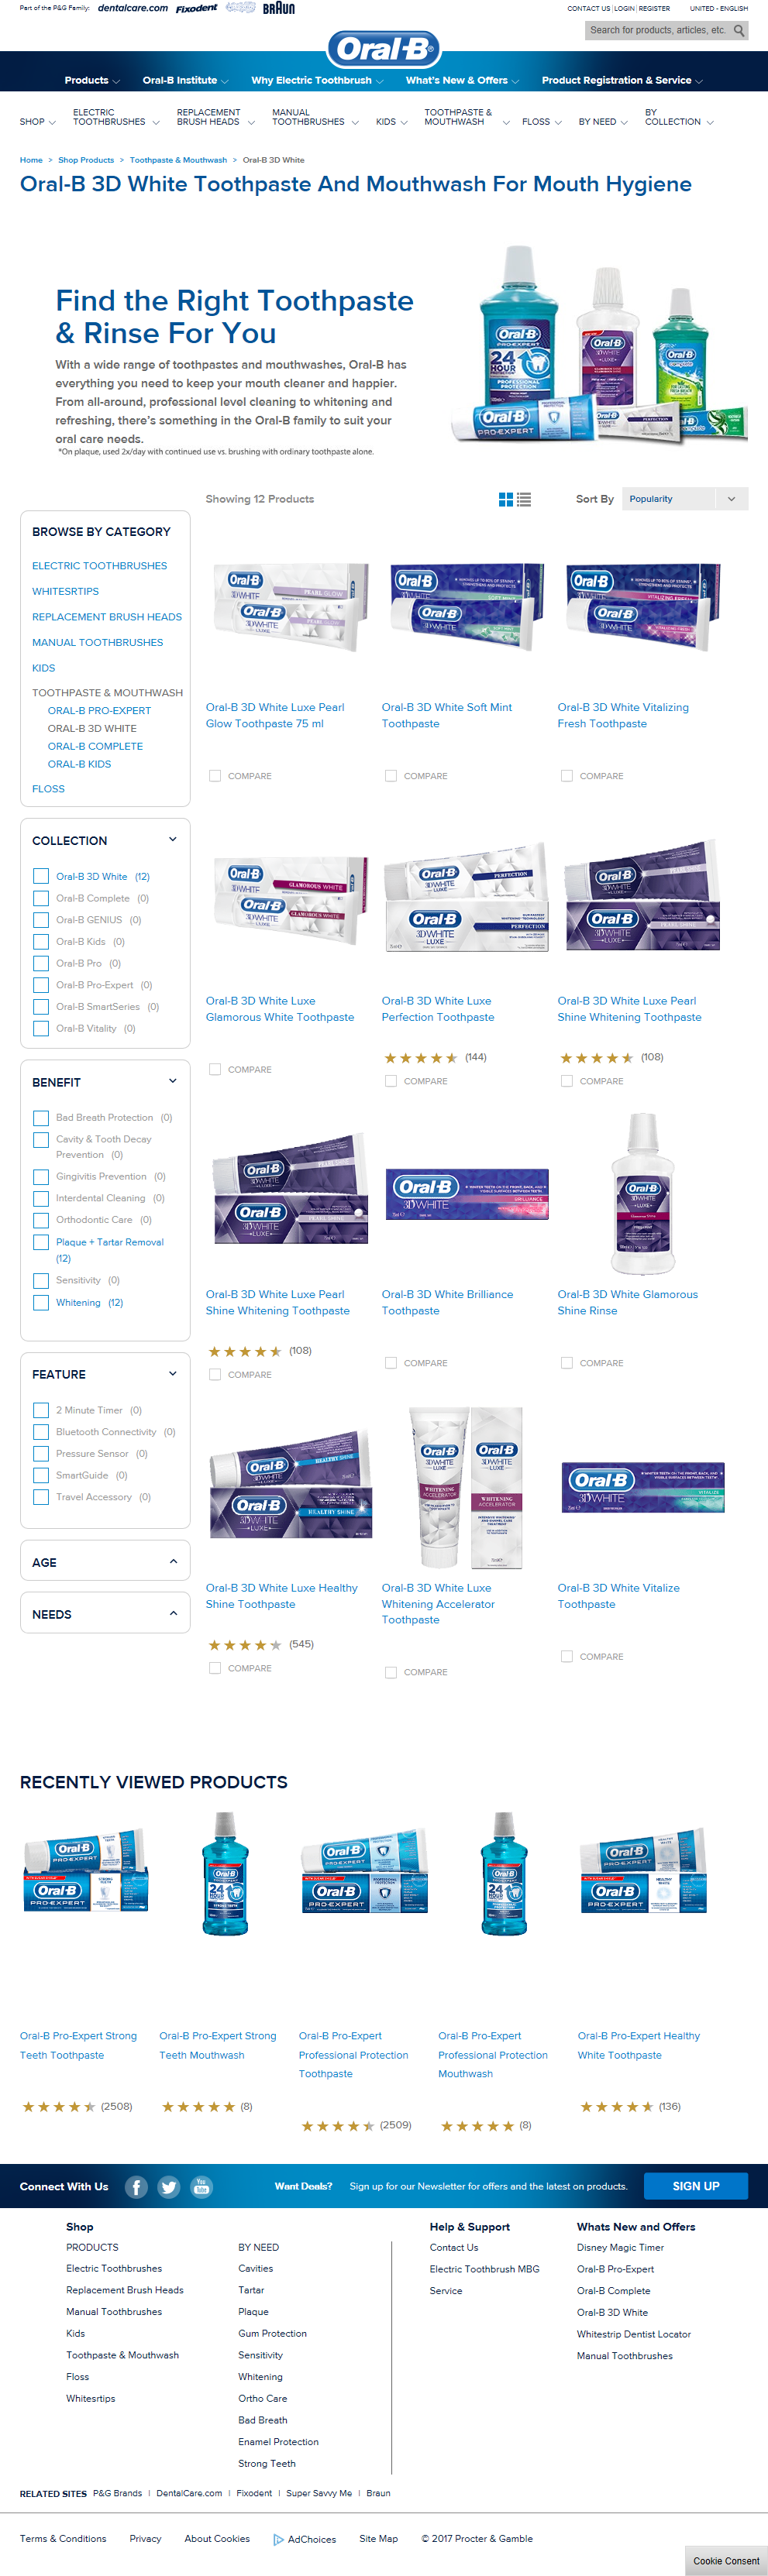 Part of the P&G Family: dentalcare.com Fixodent BRAUN
CONTACT US | LOGIN | REGISTER UNITED - ENGLISH
Search for products, articles, etc.
Oral-B
Products Oral-B Institute Why Electric Toothbrush What's New & Offers Product Registration & Service
SHOP ELECTRIC TOOTHBRUSHES REPLACEMENT BRUSH HEADS MANUAL TOOTHBRUSHES KIDS TOOTHPASTE & MOUTHWASH FLOSS BY NEED BY COLLECTION
Home > Shop Products > Toothpaste & Mouthwash > Oral-B 3D White
Oral-B 3D White Toothpaste And Mouthwash For Mouth Hygiene
Find the Right Toothpaste
& Rinse For You
With a wide range of toothpastes and mouthwashes, Oral-B has
everything you need to keep your mouth cleaner and happier.
From all-around, professional level cleaning to whitening and
refreshing, there's something in the Oral-B family to suit your
oral care needs.
*On plaque, used 2x/day with continued use vs. brushing with ordinary toothpaste alone.
Showing 12 Products
Sort By Popularity
BROWSE BY CATEGORY
ELECTRIC TOOTHBRUSHES
WHITESRTIPS
REPLACEMENT BRUSH HEADS
MANUAL TOOTHBRUSHES
KIDS
TOOTHPASTE & MOUTHWASH
ORAL-B PRO-EXPERT
ORAL-B 3D WHITE
ORAL-B COMPLETE
ORAL-B KIDS
FLOSS
COLLECTION
Oral-B 3D White (12)
Oral-B Complete (0)
Oral-B GENIUS (0)
Oral-B Kids (0)
Oral-B Pro (0)
Oral-B Pro-Expert (0)
Oral-B SmartSeries (0)
Oral-B Vitality (0)
BENEFIT
Bad Breath Protection (0)
Cavity & Tooth Decay
Prevention (0)
Gingivitis Prevention (0)
Interdental Cleaning (0)
Orthodontic Care (0)
Plaque + Tartar Removal
(12)
Sensitivity (0)
Whitening (12)
FEATURE
2 Minute Timer (0)
Bluetooth Connectivity (0)
Pressure Sensor (0)
SmartGuide (0)
Travel Accessory (0)
AGE
NEEDS
Oral-B 3D White Luxe Pearl
Glow Toothpaste 75 ml
COMPARE
Oral-B 3D White Soft Mint
Toothpaste
COMPARE
Oral-B 3D White Vitalizing
Fresh Toothpaste
COMPARE
Oral-B 3D White Luxe
Glamorous White Toothpaste
COMPARE
Oral-B 3D White Luxe
Perfection Toothpaste
(144)
COMPARE
Oral-B 3D White Luxe Pearl
Shine Whitening Toothpaste
(108)
COMPARE
Oral-B 3D White Luxe Pearl
Shine Whitening Toothpaste
(108)
COMPARE
Oral-B 3D White Brilliance
Toothpaste
COMPARE
Oral-B 3D White Glamorous
Shine Rinse
COMPARE
Oral-B 3D White Luxe Healthy
Shine Toothpaste
(545)
COMPARE
Oral-B 3D White Luxe
Whitening Accelerator
Toothpaste
COMPARE
Oral-B 3D White Vitalize
Toothpaste
COMPARE
RECENTLY VIEWED PRODUCTS
Oral-B Pro-Expert Strong
Teeth Toothpaste
(2508)
Oral-B Pro-Expert Strong
Teeth Mouthwash
(8)
Oral-B Pro-Expert
Professional Protection
Toothpaste
(2509)
Oral-B Pro-Expert
Professional Protection
Mouthwash
(8)
Oral-B Pro-Expert Healthy
White Toothpaste
(136)
Connect With Us
Want Deals? Sign up for our Newsletter for offers and the latest on products. SIGN UP
Shop
PRODUCTS
Electric Toothbrushes
Replacement Brush Heads
Manual Toothbrushes
Kids
Toothpaste & Mouthwash
Floss
Whitesrtips
BY NEED
Cavities
Tartar
Plaque
Gum Protection
Sensitivity
Whitening
Ortho Care
Bad Breath
Enamel Protection
Strong Teeth
Help & Support
Contact Us
Electric Toothbrush MBG
Service
Whats New and Offers
Disney Magic Timer
Oral-B Pro-Expert
Oral-B Complete
Oral-B 3D White
Whitestrip Dentist Locator
Manual Toothbrushes
RELATED SITES P&G Brands | DentalCare.com | Fixodent | Super Savvy Me | Braun
Terms & Conditions Privacy About Cookies AdChoices Site Map © 2017 Procter & Gamble
Cookie Consent